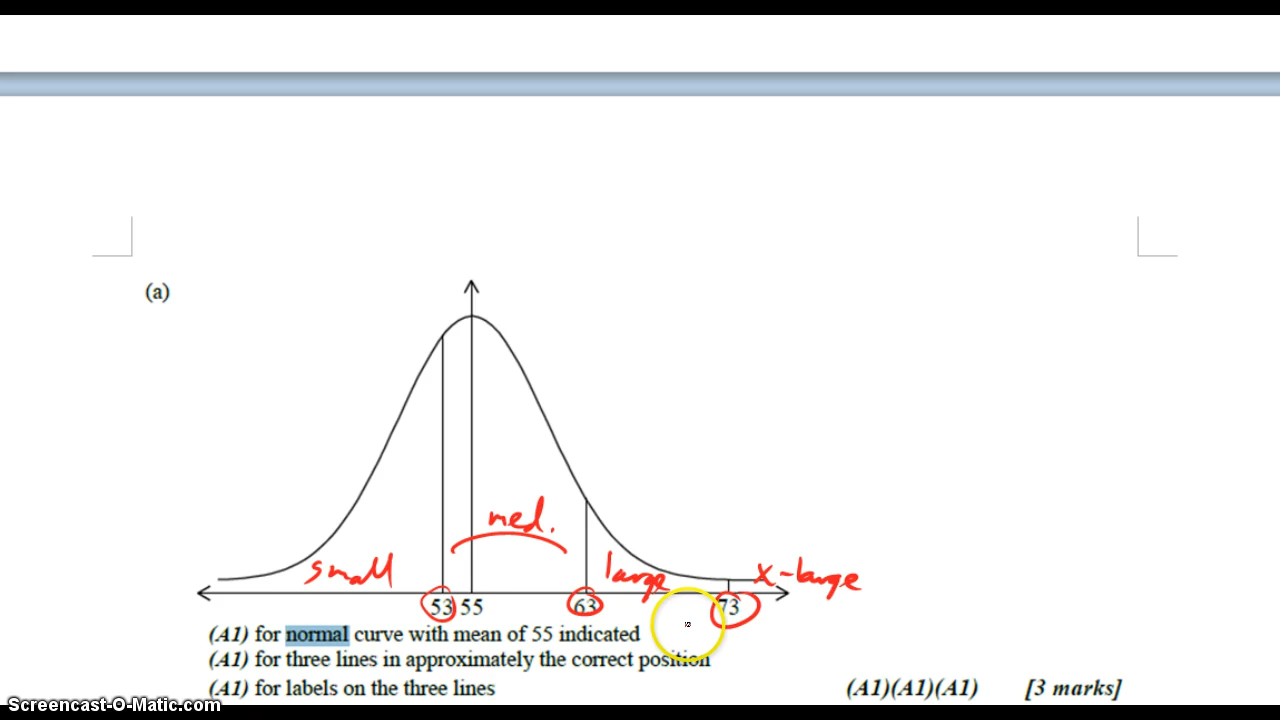 (a)
med.
small
large
x-large
53 55 63 73
(A1) for normal curve with mean of 55 indicated
(A1) for three lines in approximately the correct position
(A1) for labels on the three lines (A1)(A1)(A1) [3 marks]
Screencast-O-Matic.com